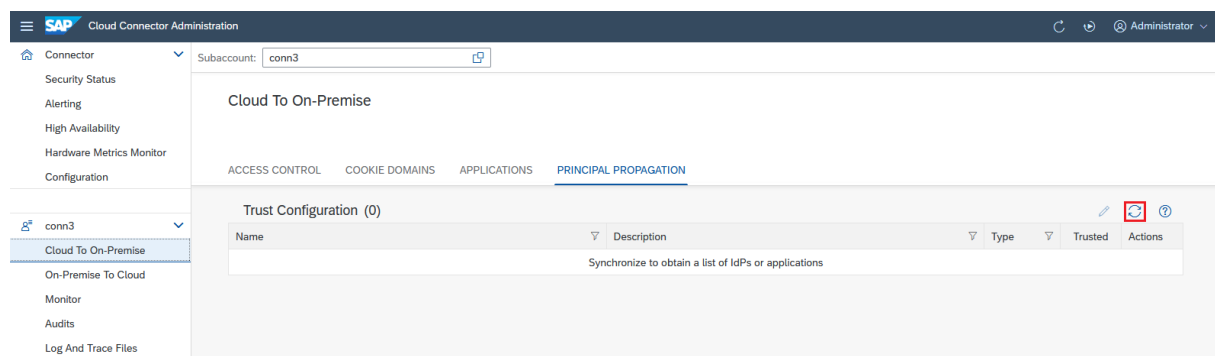 SAP Cloud Connector Administration
Administrator
Connector
Security Status
Alerting
High Availability
Hardware Metrics Monitor
Configuration
conn3
Cloud To On-Premise
On-Premise To Cloud
Monitor
Audits
Log And Trace Files
Subaccount: conn3
Cloud To On-Premise
ACCESS CONTROL COOKIE DOMAINS APPLICATIONS PRINCIPAL PROPAGATION
Trust Configuration (0)
Name Description Type Trusted Actions
Synchronize to obtain a list of IdPs or applications